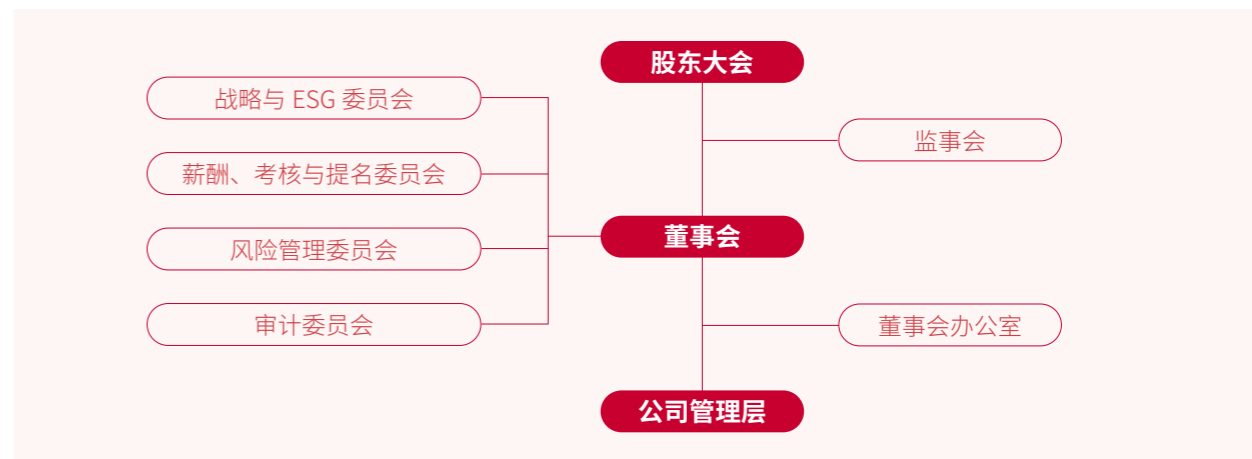 股东大会
战略与 ESG 委员会
监事会
薪酬、考核与提名委员会
董事会
风险管理委员会
审计委员会
董事会办公室
公司管理层